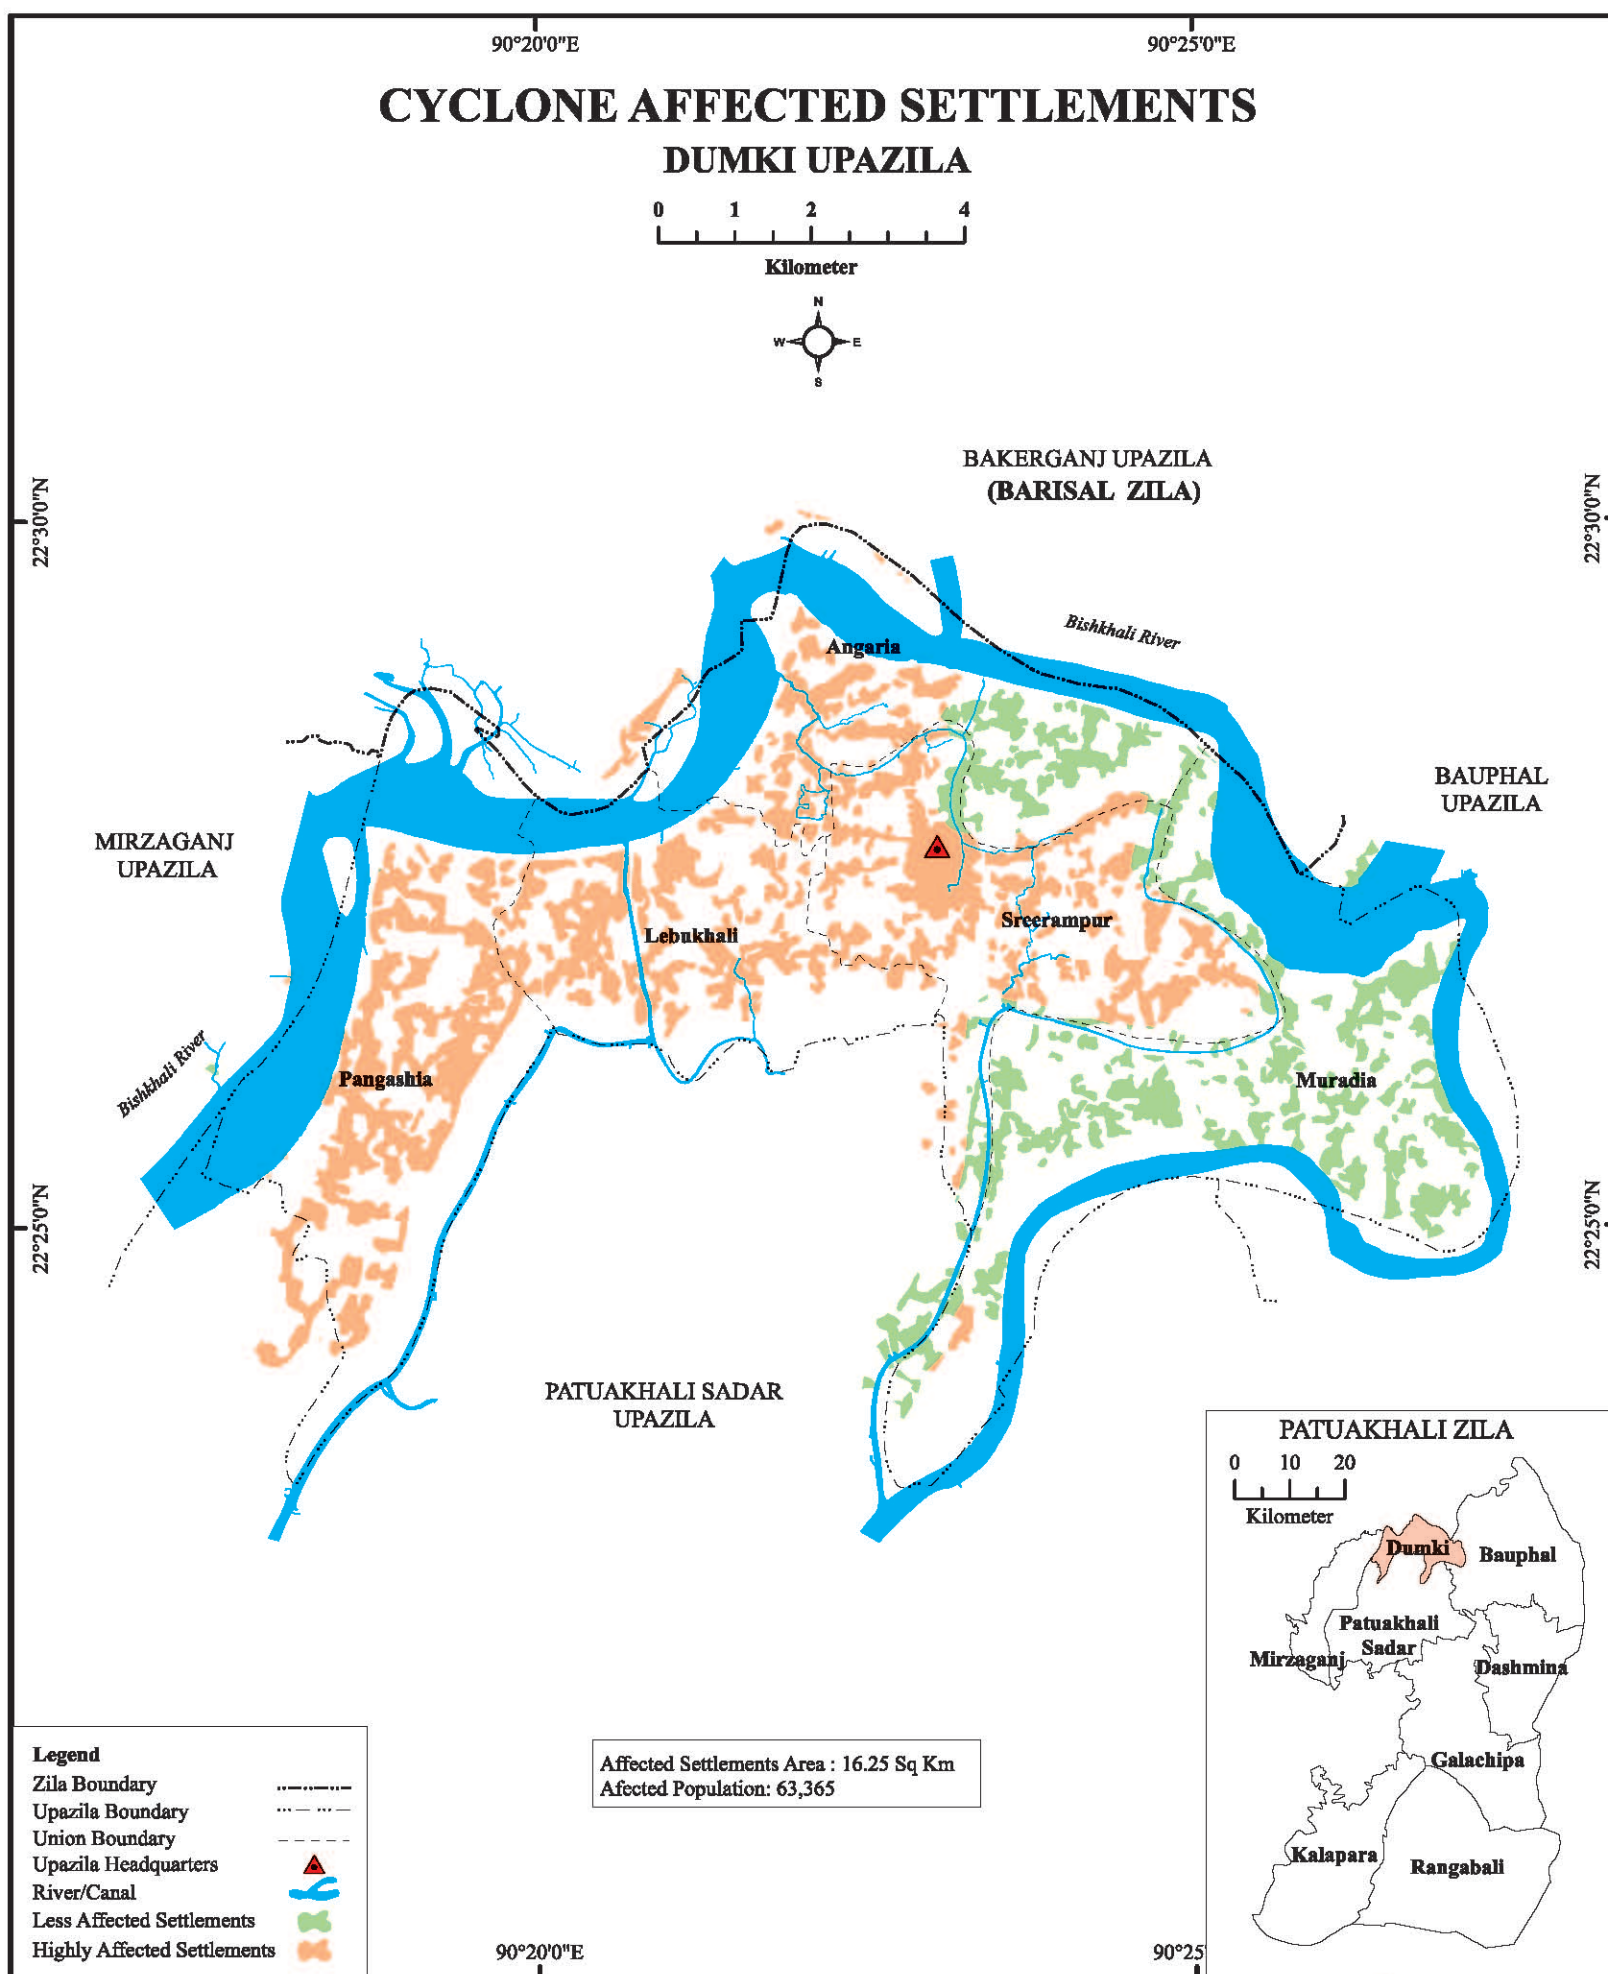 90°20'0"E
90°25'0"E
CYCLONE AFFECTED SETTLEMENTS
DUMKI UPAZILA
0 1 2 4
Kilometer
N
W E
S
BAKERGANJ UPAZILA
(BARISAL ZILA)
22°30'0"N
22°30'0"N
Bishkhali River
Angaria
BAUPHAL
UPAZILA
MIRZAGANJ
UPAZILA
Sreerampur
Lebukhali
Bishkhali River
Pangashia
Muradia
22°25'0"N
22°25'0"N
PATUAKHALI SADAR
UPAZILA
PATUAKHALI ZILA
0 10 20
Kilometer
Dumki
Bauphal
Patuakhali
Sadar
Mirzaganj
Dashmina
Galachipa
Kalapara
Rangabali
Legend
Zila Boundary
Upazila Boundary
Union Boundary
Upazila Headquarters
River/Canal
Less Affected Settlements
Highly Affected Settlements
Affected Settlements Area : 16.25 Sq Km
Afected Population: 63,365
90°20'0"E
90°25'